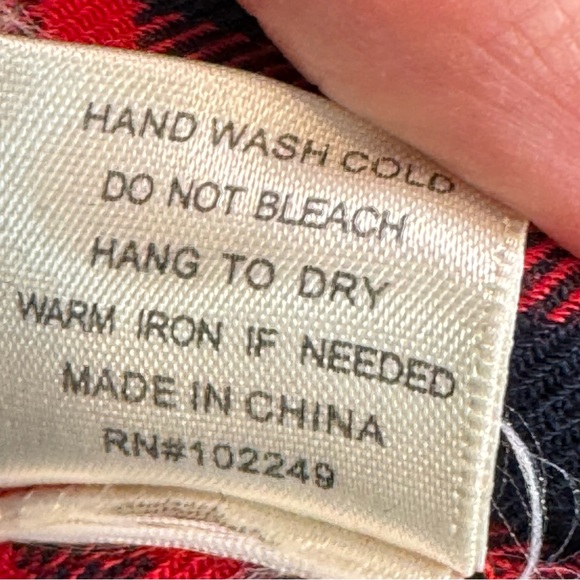 HAND WASH COLD
DO NOT BLEACH
HANG TO DRY
WARM IRON IF NEEDED
MADE IN CHINA
RN#102249